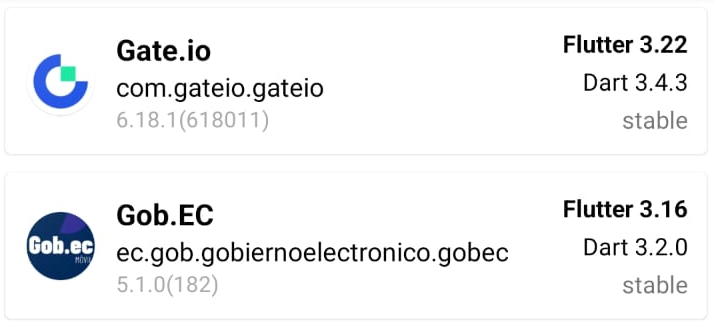 Gate.io
com.gateio.gateio
6.18.1(618011)
Flutter 3.22
Dart 3.4.3
stable
Gob.ec
MÓVIL
Gob.EC
ec.gob.gobiernoelectronico.gobec
5.1.0(182)
Flutter 3.16
Dart 3.2.0
stable